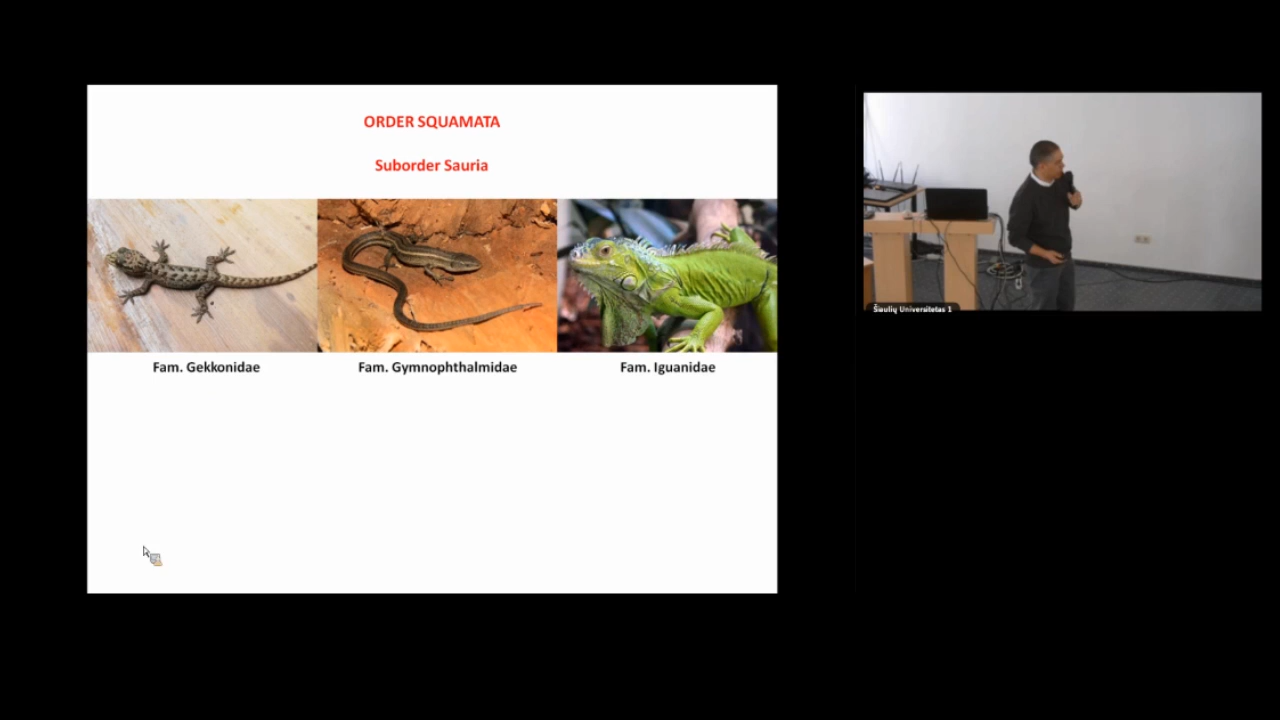 ORDER SQUAMATA
Suborder Sauria
Fam. Gekkonidae
Fam. Gymnophthalmidae
Fam. Iguanidae
Šiaulių Universitetas 1